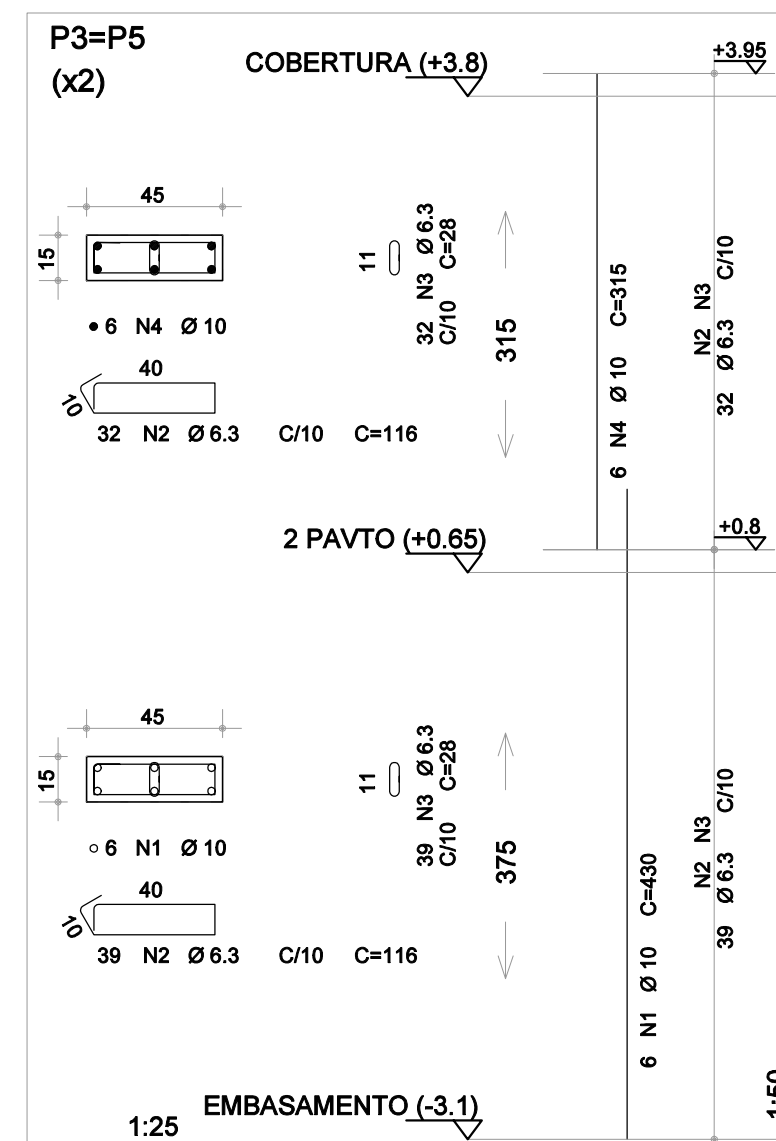 P3=P5
(x2)
COBERTURA (+3.8)
+3.95
45
15
6 N4 Ø 10
40
10
32 N2 Ø 6.3 C/10 C=116
11
32 N3 Ø 6.3
C/10 C=28
315
6 N4 Ø 10 C=315
N2 N3
32 Ø 6.3 C/10
2 PAVTO (+0.65)
+0.8
45
15
6 N1 Ø 10
40
10
39 N2 Ø 6.3 C/10 C=116
11
39 N3 Ø 6.3
C/10 C=28
375
6 N1 Ø 10 C=430
N2 N3
39 Ø 6.3 C/10
EMBASAMENTO (-3.1)
1:25
1:50